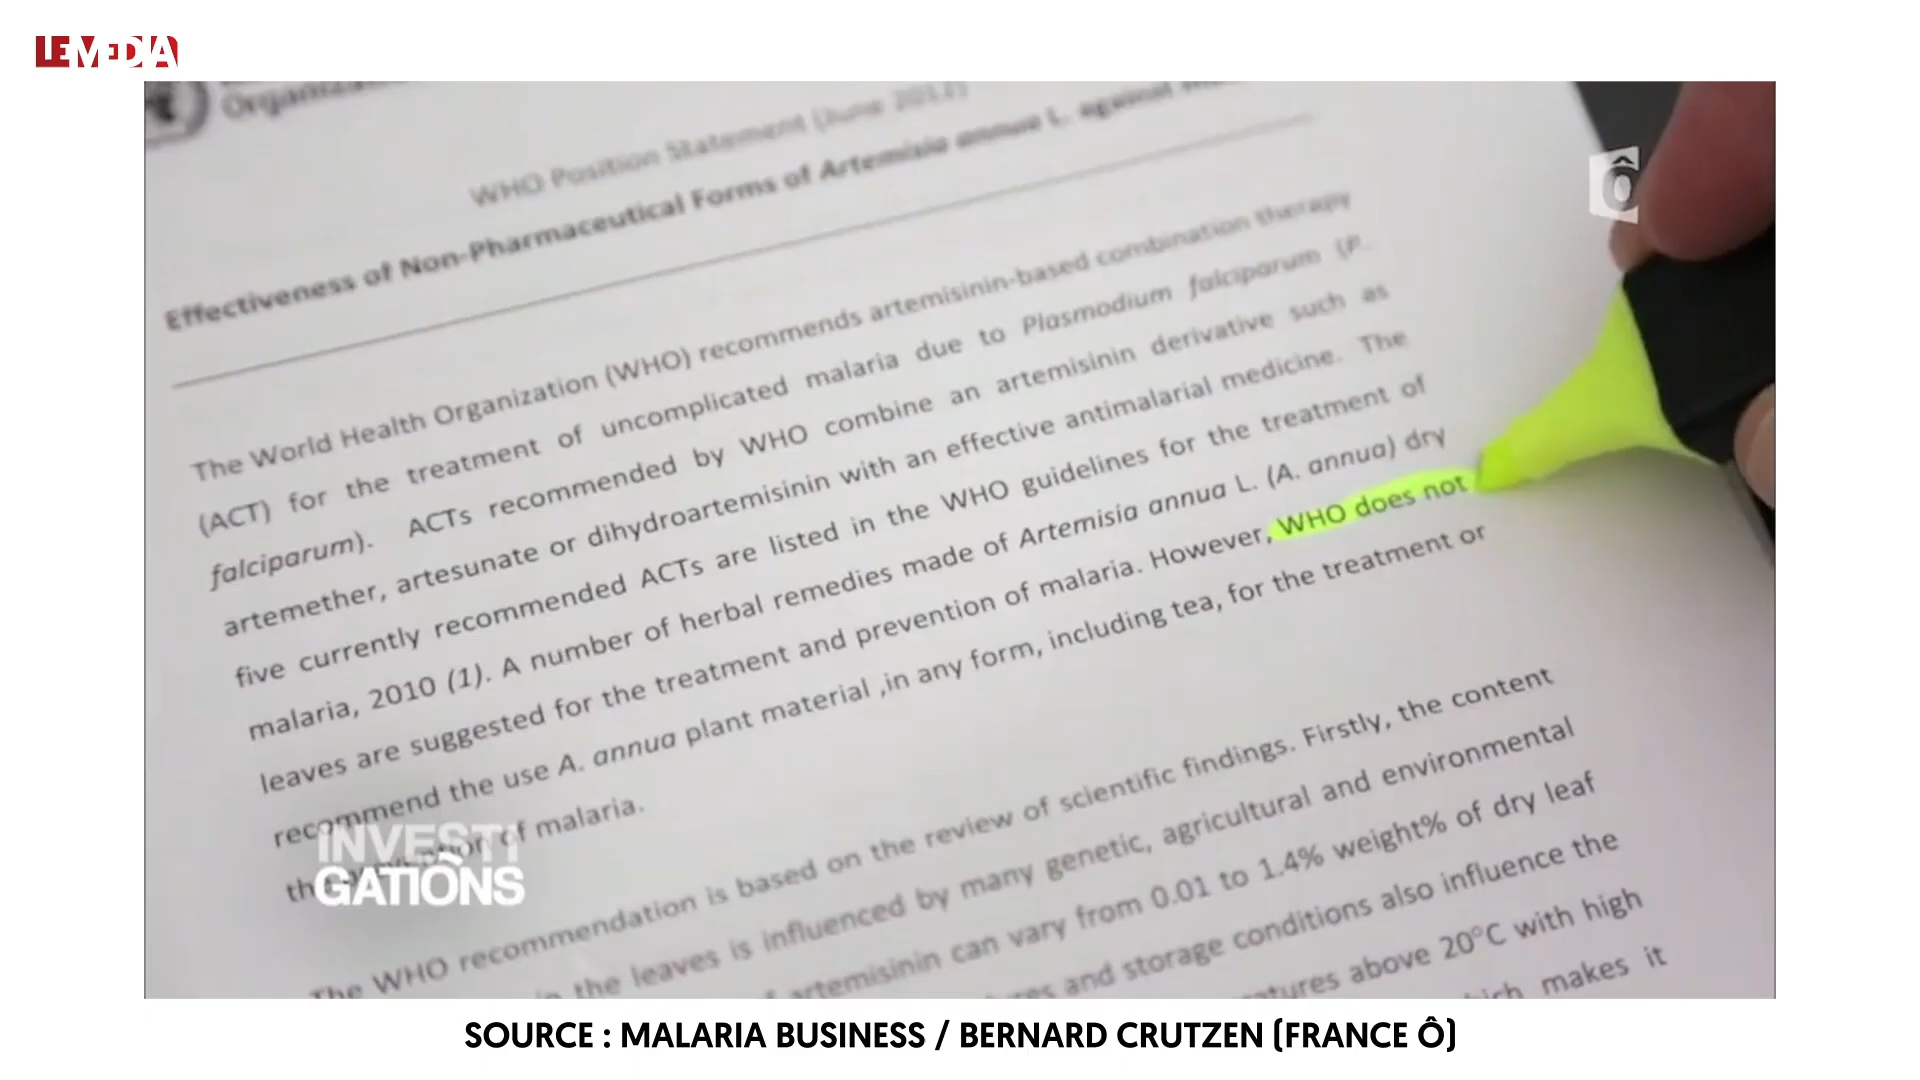 LEMEDIA
Organization
WHO Position Statement (June 2012)
Effectiveness of Non-Pharmaceutical Forms of Artemisia annua L. against
Ô
The World Health Organization (WHO) recommends artemisinin-based combination therapy
(ACT) for the treatment of uncomplicated malaria due to Plasmodium falciparum (P.
falciparum). ACTs recommended by WHO combine an artemisinin derivative such as
artemether, artesunate or dihydroartemisinin with an effective antimalarial medicine. The
five currently recommended ACTs are listed in the WHO guidelines for the treatment of
malaria, 2010 (1). A number of herbal remedies made of Artemisia annua L. (A. annua) dry
leaves are suggested for the treatment and prevention of malaria. However, WHO does not
recommend the use A. annua plant material ,in any form, including tea, for the treatment or
of malaria.
The WHO recommendation is based on the review of scientific findings. Firstly, the content
in the leaves is influenced by many genetic, agricultural and environmental
artemisinin can vary from 0.01 to 1.4% weight% of dry leaf
and storage conditions also influence the
above 20°C with high
which makes it
INVESTI
GATIÔNS
SOURCE : MALARIA BUSINESS / BERNARD CRUTZEN (FRANCE Ô)